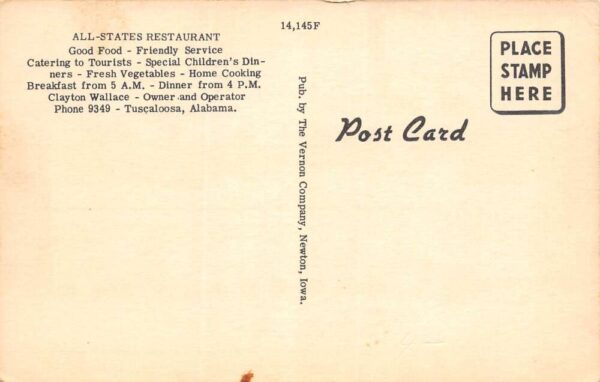 14,145F
ALL-STATES RESTAURANT
Good Food - Friendly Service
Catering to Tourists - Special Children's Din-
ners - Fresh Vegetables - Home Cooking
Breakfast from 5 A.M. - Dinner from 4 P.M.
Clayton Wallace - Owner and Operator
Phone 9349 - Tuscaloosa, Alabama.
Pub. by The Vernon Company, Newton, Iowa.
Post Card
PLACE
STAMP
HERE